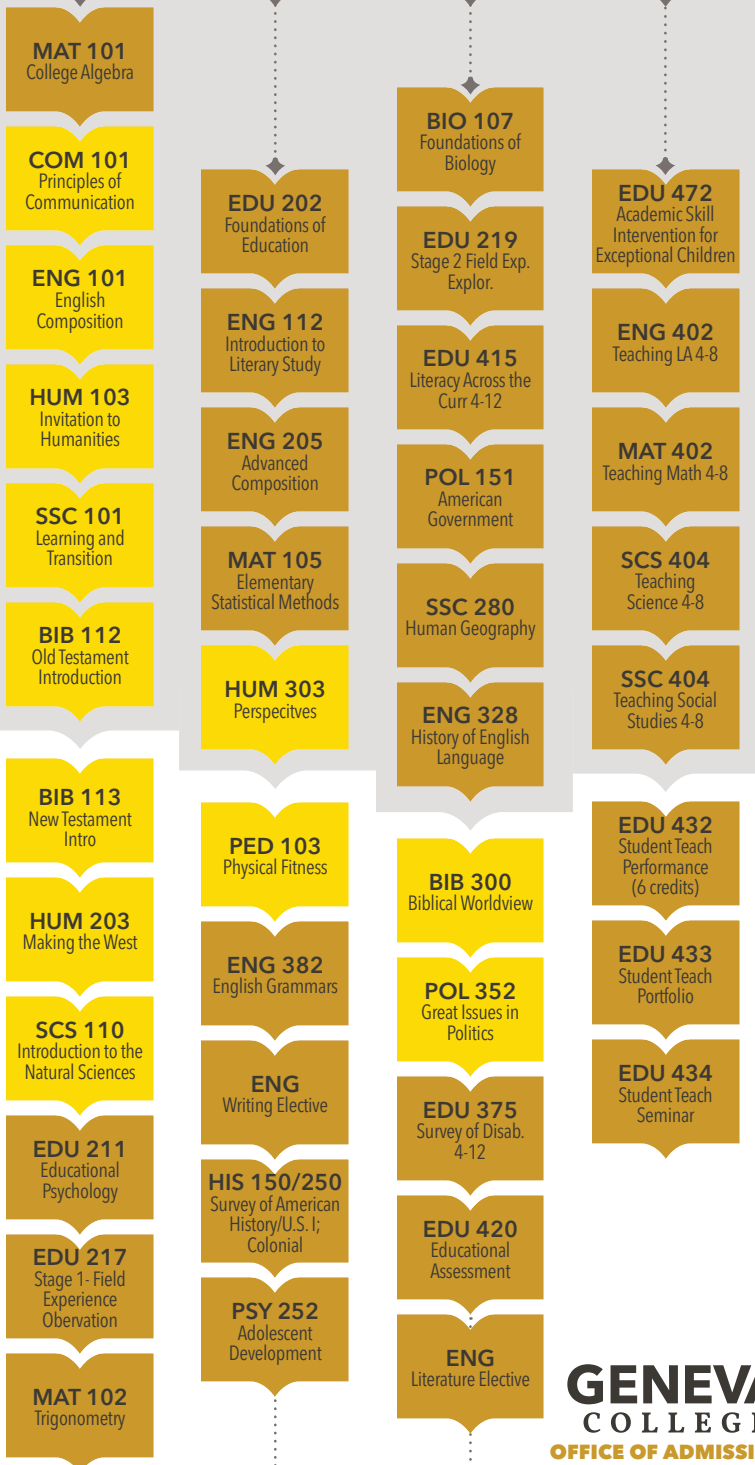 MAT 101
College Algebra
COM 101
Principles of
Communication
ENG 101
English
Composition
HUM 103
Invitation to
Humanities
SSC 101
Learning and
Transition
BIB 112
Old Testament
Introduction
BIB 113
New Testament
Intro
HUM 203
Making the West
SCS 110
Introduction to the
Natural Sciences
EDU 211
Educational
Psychology
EDU 217
Stage 1- Field
Experience
Obervation
MAT 102
Trigonometry
EDU 202
Foundations of
Education
ENG 112
Introduction to
Literary Study
ENG 205
Advanced
Composition
MAT 105
Elementary
Statistical Methods
HUM 303
Perspecitves
PED 103
Physical Fitness
ENG 382
English Grammars
ENG
Writing Elective
HIS 150/250
Survey of American
History/U.S. I;
Colonial
PSY 252
Adolescent
Development
BIO 107
Foundations of
Biology
EDU 219
Stage 2 Field Exp.
Explor.
EDU 415
Literacy Across the
Curr 4-12
POL 151
American
Government
SSC 280
Human Geography
ENG 328
History of English
Language
BIB 300
Biblical Worldview
POL 352
Great Issues in
Politics
EDU 375
Survey of Disab.
4-12
EDU 420
Educational
Assessment
ENG
Literature Elective
EDU 472
Academic Skill
Intervention for
Exceptional Children
ENG 402
Teaching LA 4-8
MAT 402
Teaching Math 4-8
SCS 404
Teaching
Science 4-8
SSC 404
Teaching Social
Studies 4-8
EDU 432
Student Teach
Performance
(6 credits)
EDU 433
Student Teach
Portfolio
EDU 434
Student Teach
Seminar
GENEVA
COLLEGE
OFFICE OF ADMISSI